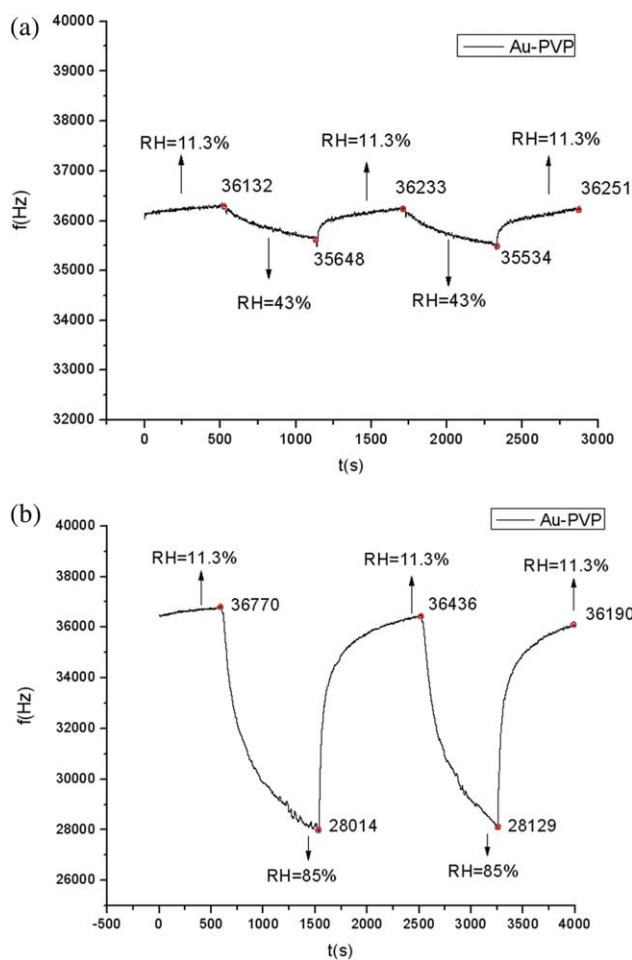 (a)
40000
39000
38000
37000
36000
35000
34000
33000
32000
f(Hz)
Au-PVP
RH=11.3%
RH=11.3%
RH=11.3%
36132
36233
36251
35648
35534
RH=43%
RH=43%
0
500
1000
1500
2000
2500
3000
t(s)
(b)
40000
38000
36000
34000
32000
30000
28000
26000
f(Hz)
Au-PVP
RH=11.3%
RH=11.3%
RH=11.3%
36770
36436
36190
28014
28129
RH=85%
RH=85%
-500
0
500
1000
1500
2000
2500
3000
3500
4000
t(s)